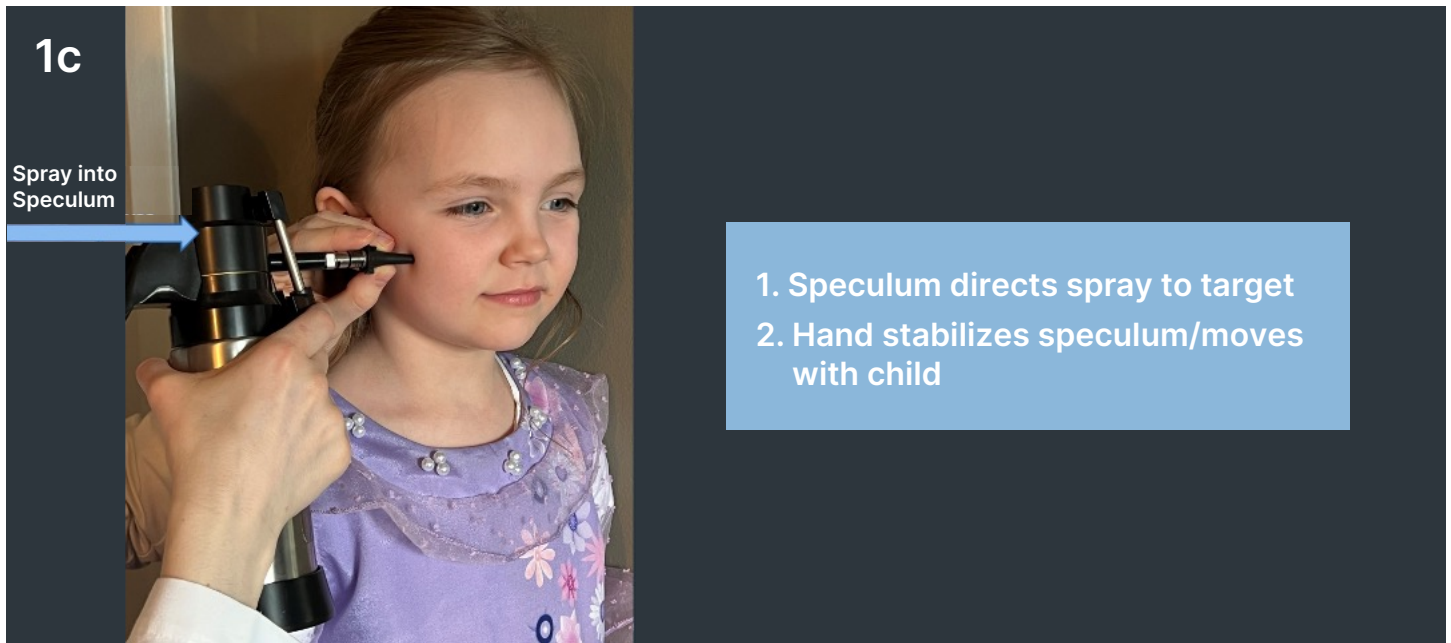 1c
Spray into
Speculum
1. Speculum directs spray to target
2. Hand stabilizes speculum/moves
with child